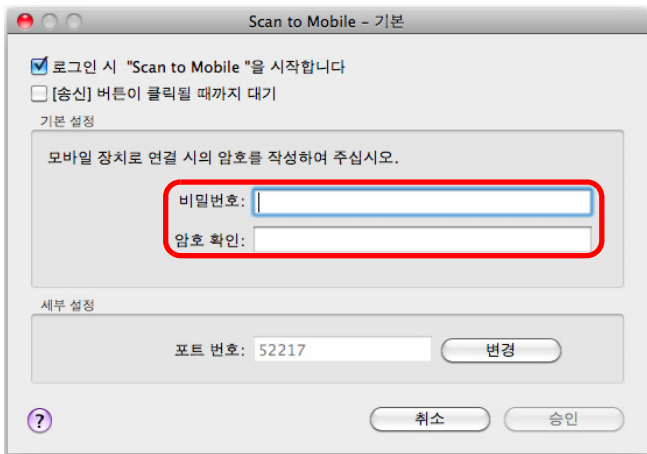 Scan to Mobile – 기본
로그인 시 "Scan to Mobile "을 시작합니다
[송신] 버튼이 클릭될 때까지 대기
기본 설정
모바일 장치로 연결 시의 암호를 작성하여 주십시오.
비밀번호:
암호 확인:
세부 설정
포트 번호: 52217 변경
? 취소 승인